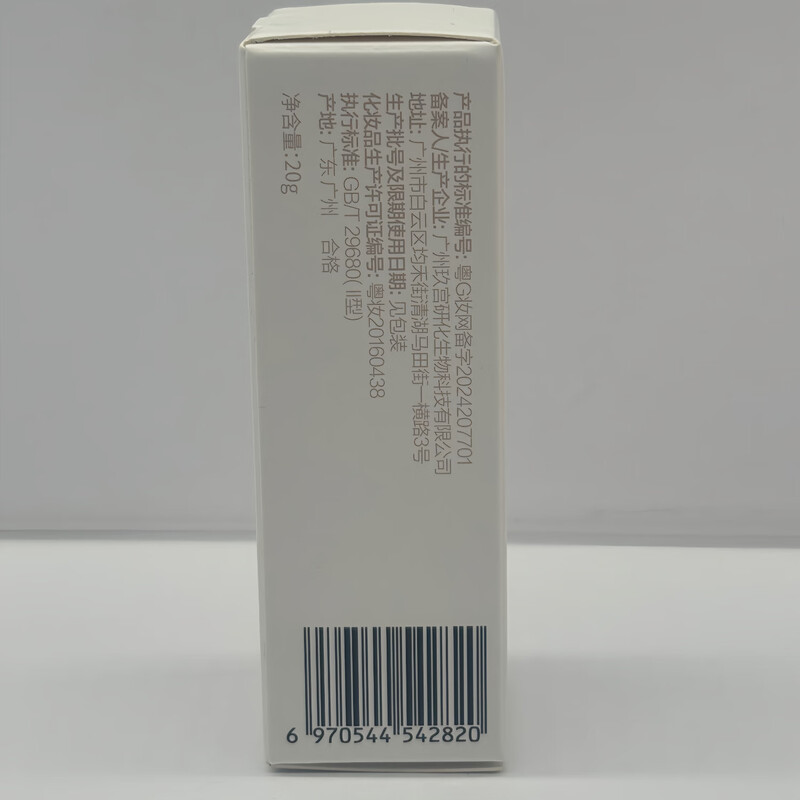 产品执行的标准编号: 粤G妆网备字2024207701
备案人/生产企业: 广州玖宫研化生物科技有限公司
地址: 广州市白云区均禾街清湖马田街一横路3号
生产批号及限期使用日期: 见包装
化妆品生产许可证编号: 粤妆20160438
执行标准: GB/T 29680(II型)
产地: 广东 广州 合格
净含量:20g
6 970544 542820